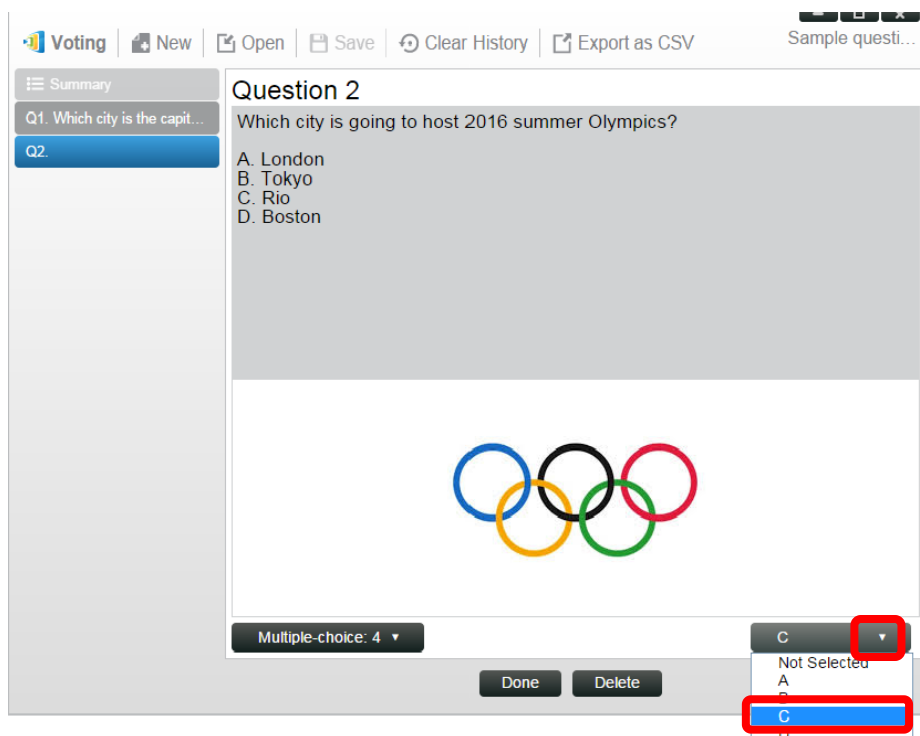 Voting New Open Save Clear History Export as CSV Sample questi...
Summary
Q1. Which city is the capit...
Q2.
Question 2
Which city is going to host 2016 summer Olympics?
A. London
B. Tokyo
C. Rio
D. Boston
Multiple-choice: 4
C
Not Selected
A
B
C
Done Delete